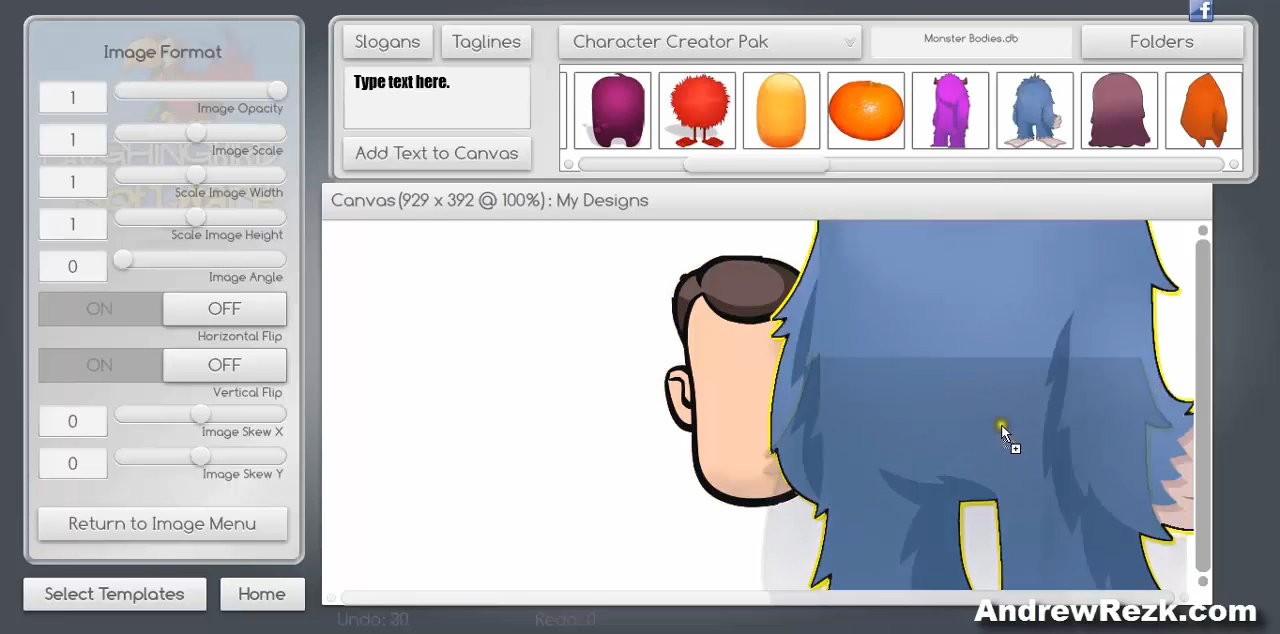 Image Format
1
Image Opacity
1
Image Scale
1
Scale Image Width
1
Scale Image Height
0
Image Angle
ON
OFF
Horizontal Flip
ON
OFF
Vertical Flip
0
Image Skew X
0
Image Skew Y
Return to Image Menu
Select Templates
Home
Slogans
Taglines
Type text here.
Add Text to Canvas
Character Creator Pak
Monster Bodies.db
Folders
f
Canvas (929 x 392 @ 100%) : My Designs
Undo: 30
Redo: 0
AndrewRezk.com